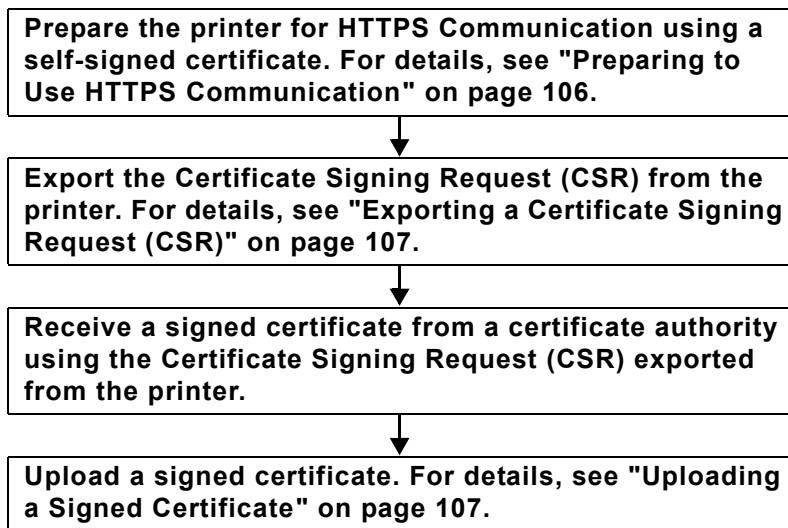 Prepare the printer for HTTPS Communication using a
self-signed certificate. For details, see "Preparing to
Use HTTPS Communication" on page 106.
Export the Certificate Signing Request (CSR) from the
printer. For details, see "Exporting a Certificate Signing
Request (CSR)" on page 107.
Receive a signed certificate from a certificate authority
using the Certificate Signing Request (CSR) exported
from the printer.
Upload a signed certificate. For details, see "Uploading
a Signed Certificate" on page 107.